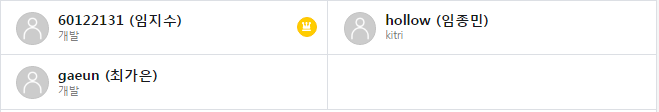 60122131 (임지수)
개발
hollow (임종민)
kitri
gaeun (최가은)
개발